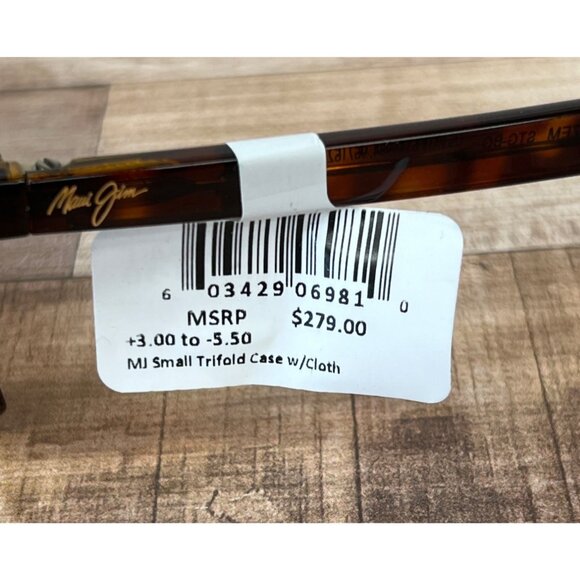 Maui Jim
6 03429 06981 0
MSRP $279.00
+3.00 to -5.50
MJ Small Trifold Case w/Cloth